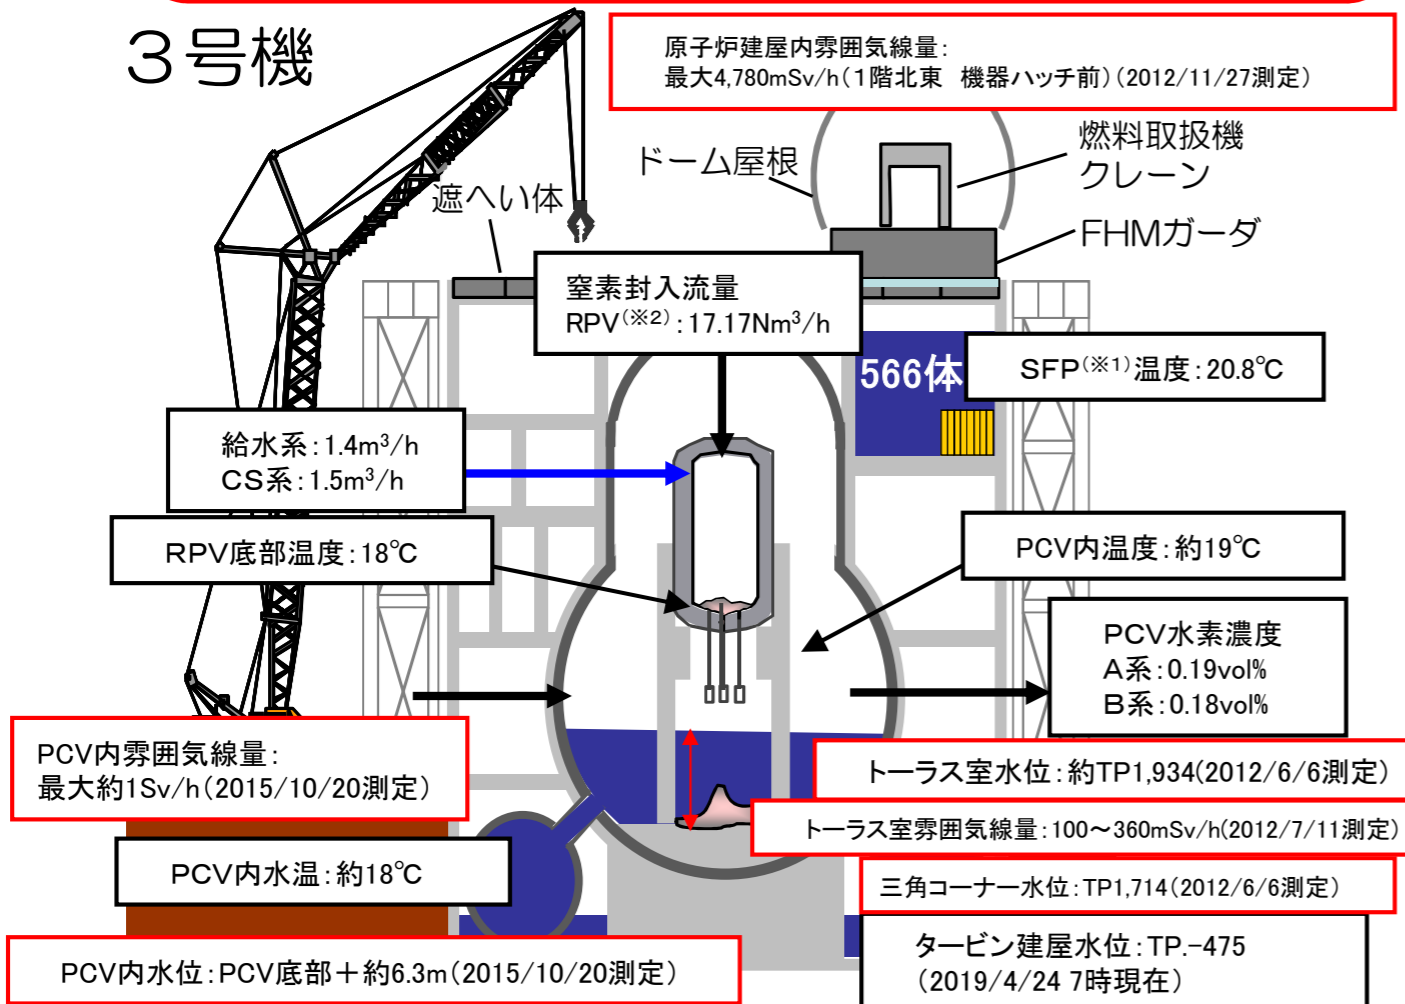 ３号機
原子炉建屋内雰囲気線量：
最大4,780mSv/h（１階北東　機器ハッチ前）（2012/11/27測定）
ドーム屋根
燃料取扱機
クレーン
遮へい体
FHMガーダ
窒素封入流量
RPV(※2)：17.17Nm³/h
566体
SFP(※1)温度：20.8℃
給水系：1.4m³/h
CS系：1.5m³/h
RPV底部温度：18℃
PCV内温度：約19℃
PCV水素濃度
A系：0.19vol%
B系：0.18vol%
PCV内雰囲気線量：
最大約1Sv/h（2015/10/20測定）
トーラス室水位：約TP1,934(2012/6/6測定)
トーラス室雰囲気線量：100～360mSv/h(2012/7/11測定)
PCV内水温：約18℃
三角コーナー水位：TP1,714（2012/6/6測定）
タービン建屋水位：TP.-475
（2019/4/24 7時現在）
PCV内水位：PCV底部＋約6.3m（2015/10/20測定）